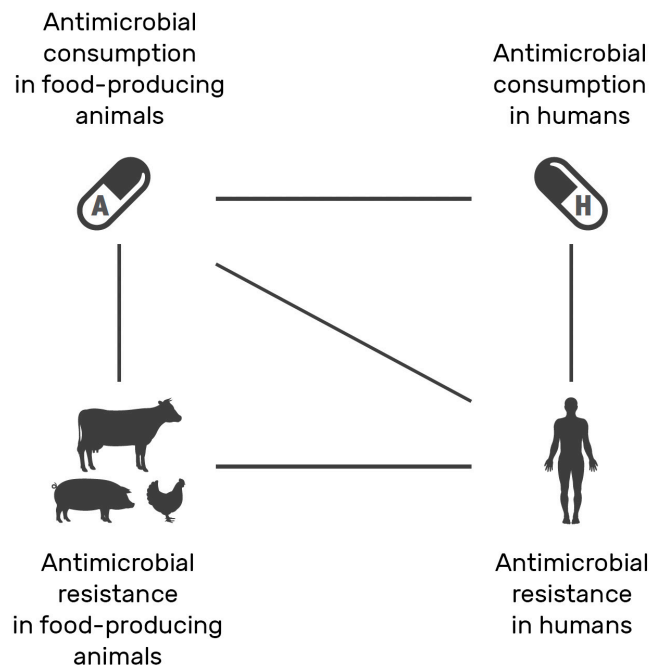 Antimicrobial
consumption
in food-producing
animals
Antimicrobial
consumption
in humans
A
H
Antimicrobial
resistance
in food-producing
animals
Antimicrobial
resistance
in humans